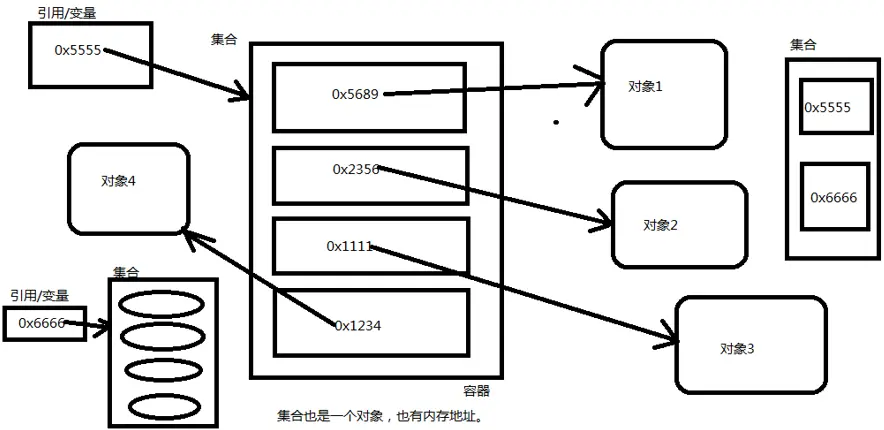 引用/变量
0x5555
集合
0x5689
0x2356
0x1111
0x1234
容器
对象1
对象2
对象3
对象4
集合
0x5555
0x6666
引用/变量
0x6666
集合
集合也是一个对象，也有内存地址。